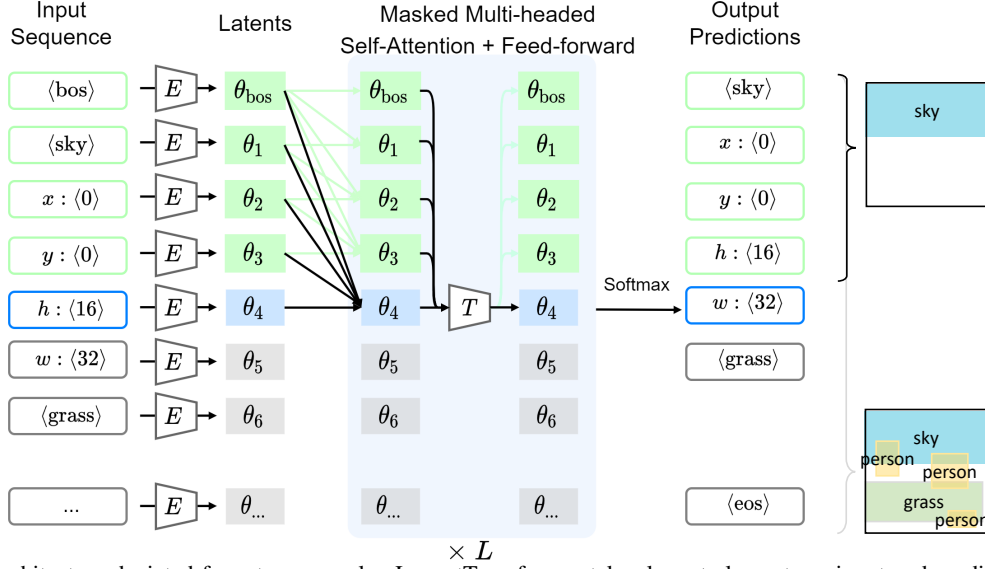 Input
Sequence
Latents
Masked Multi-headed
Self-Attention + Feed-forward
Output
Predictions
⟨bos⟩ E θbos θbos θbos ⟨sky⟩
⟨sky⟩ E θ1 θ1 θ1 x : ⟨0⟩
x : ⟨0⟩ E θ2 θ2 θ2 y : ⟨0⟩
y : ⟨0⟩ E θ3 θ3 θ3 h : ⟨16⟩
h : ⟨16⟩ E θ4 θ4 T θ4 Softmax w : ⟨32⟩
w : ⟨32⟩ E θ5 θ5 θ5 ⟨grass⟩
⟨grass⟩ E θ6 θ6 θ6
... E θ... θ... θ... ⟨eos⟩
× L
sky
sky
person
person
grass
person